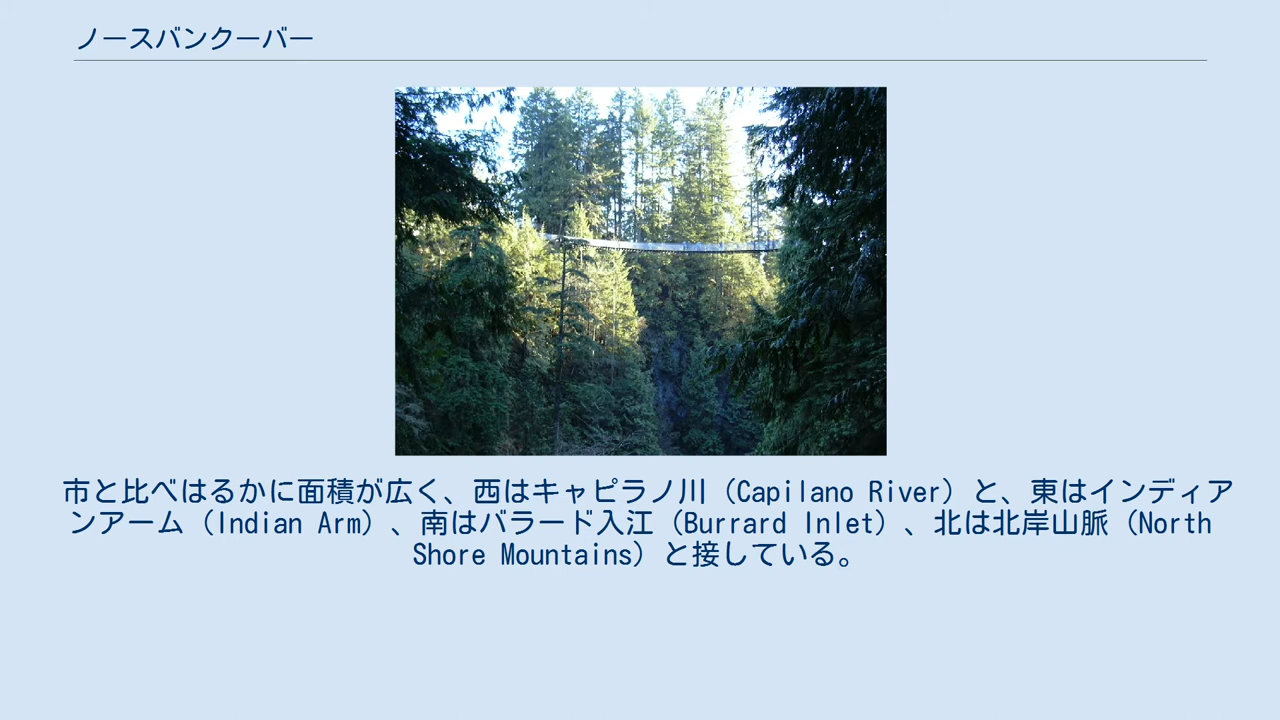 ノースバンクーバー
市と比べはるかに面積が広く、西はキャピラノ川（Capilano River）と、東はインディア
ンアーム（Indian Arm）、南はバラード入江（Burrard Inlet）、北は北岸山脈（North
Shore Mountains）と接している。